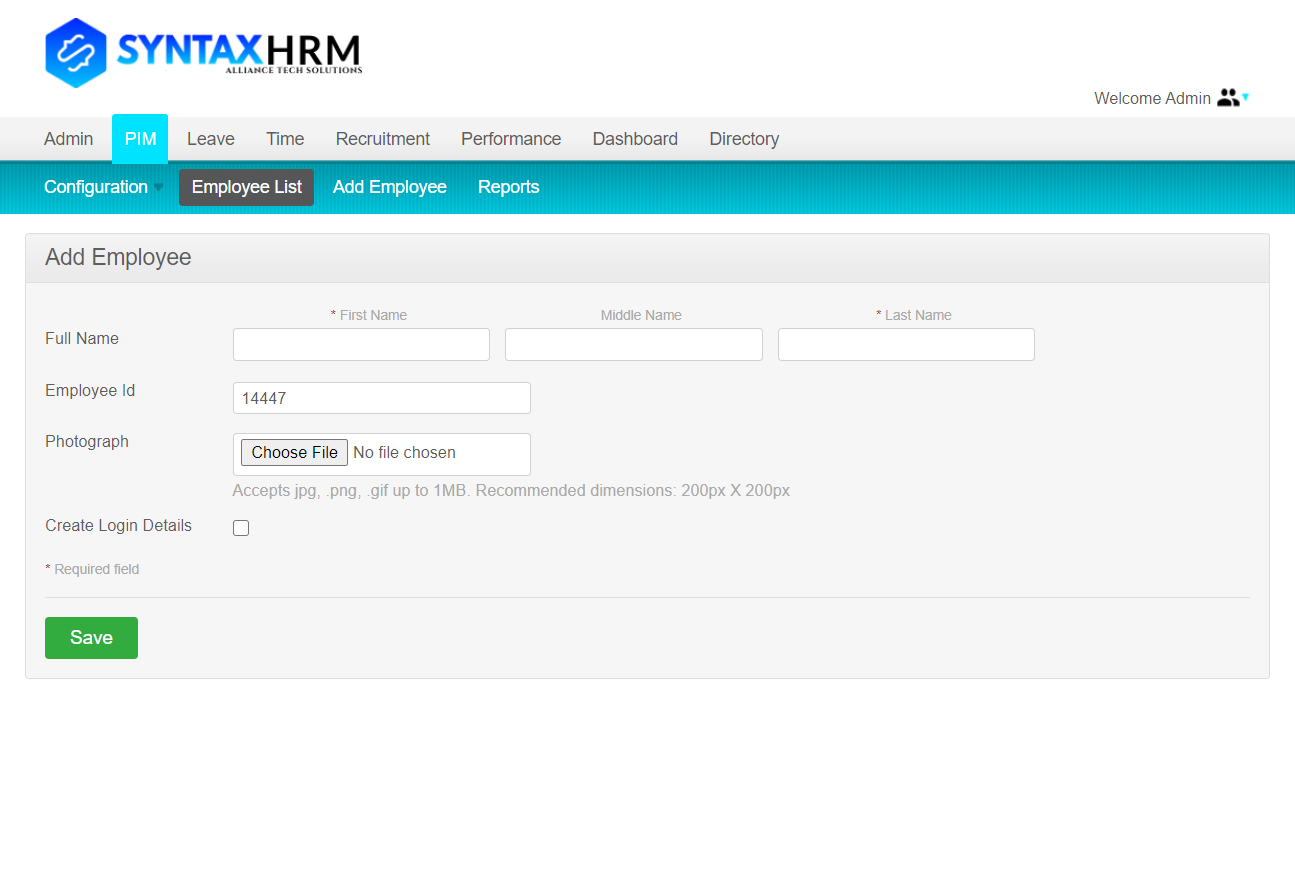 SYNTAXHRM
ALLIANCE TECH SOLUTIONS
Welcome Admin
Admin PIM Leave Time Recruitment Performance Dashboard Directory
Configuration Employee List Add Employee Reports
Add Employee
* First Name Middle Name * Last Name
Full Name
Employee Id 14447
Photograph Choose File No file chosen
Accepts jpg, .png, .gif up to 1MB. Recommended dimensions: 200px X 200px
Create Login Details
* Required field
Save